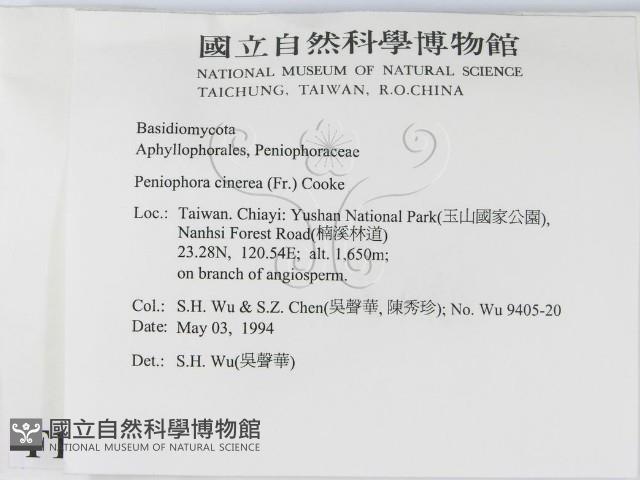 國立自然科學博物館
NATIONAL MUSEUM OF NATURAL SCIENCE
TAICHUNG, TAIWAN, R.O.CHINA
Basidiomycota
Aphyllophorales, Peniophoraceae
Peniophora cinerea (Fr.) Cooke
Loc.: Taiwan. Chiayi: Yushan National Park(玉山國家公園),
Nanhsi Forest Road(楠溪林道)
23.28N, 120.54E; alt. 1,650m;
on branch of angiosperm.
Col.: S.H. Wu & S.Z. Chen(吳聲華, 陳秀珍); No. Wu 9405-20
Date: May 03, 1994
Det.: S.H. Wu(吳聲華)
國立自然科學博物館
NATIONAL MUSEUM OF NATURAL SCIENCE